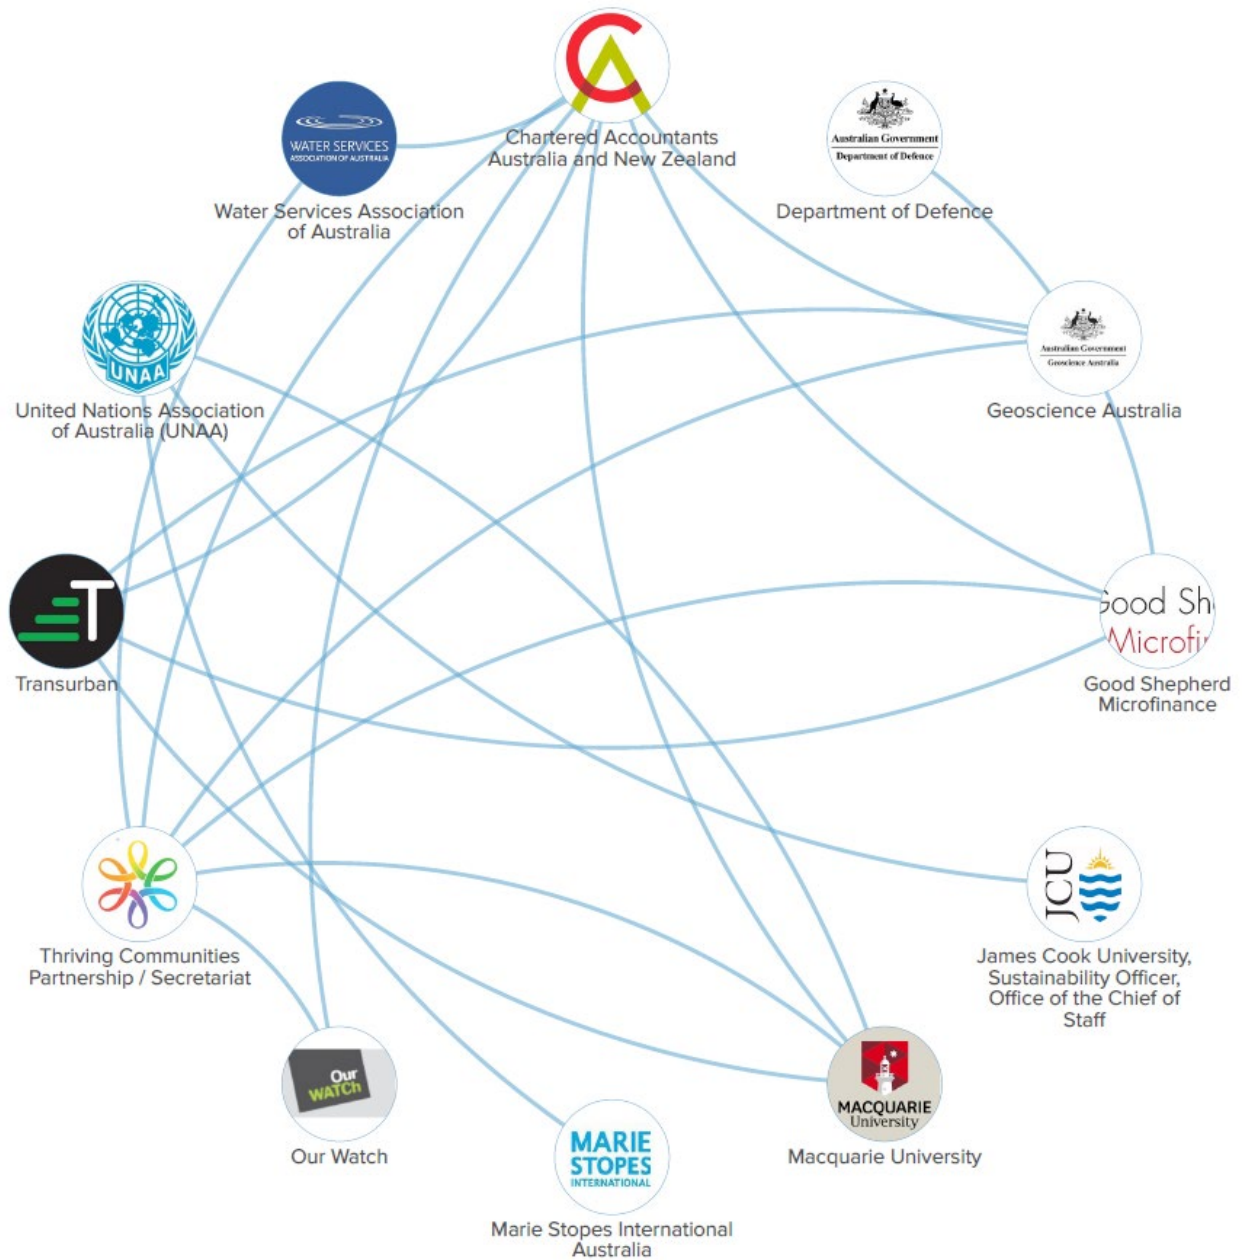 Chartered Accountants
Australia and New Zealand
WATER SERVICES
ASSOCIATION OF AUSTRALIA
Water Services Association
of Australia
Australian Government
Department of Defence
Department of Defence
UNAA
United Nations Association
of Australia (UNAA)
Australian Government
Geoscience Australia
Geoscience Australia
T
Transurban
Good Sh
Microfi
Good Shepherd
Microfinance
Thriving Communities
Partnership / Secretariat
JCU
James Cook University,
Sustainability Officer,
Office of the Chief of
Staff
Our
WATCh
Our Watch
MACQUARIE
University
Macquarie University
MARIE
STOPES
INTERNATIONAL
Marie Stopes International
Australia